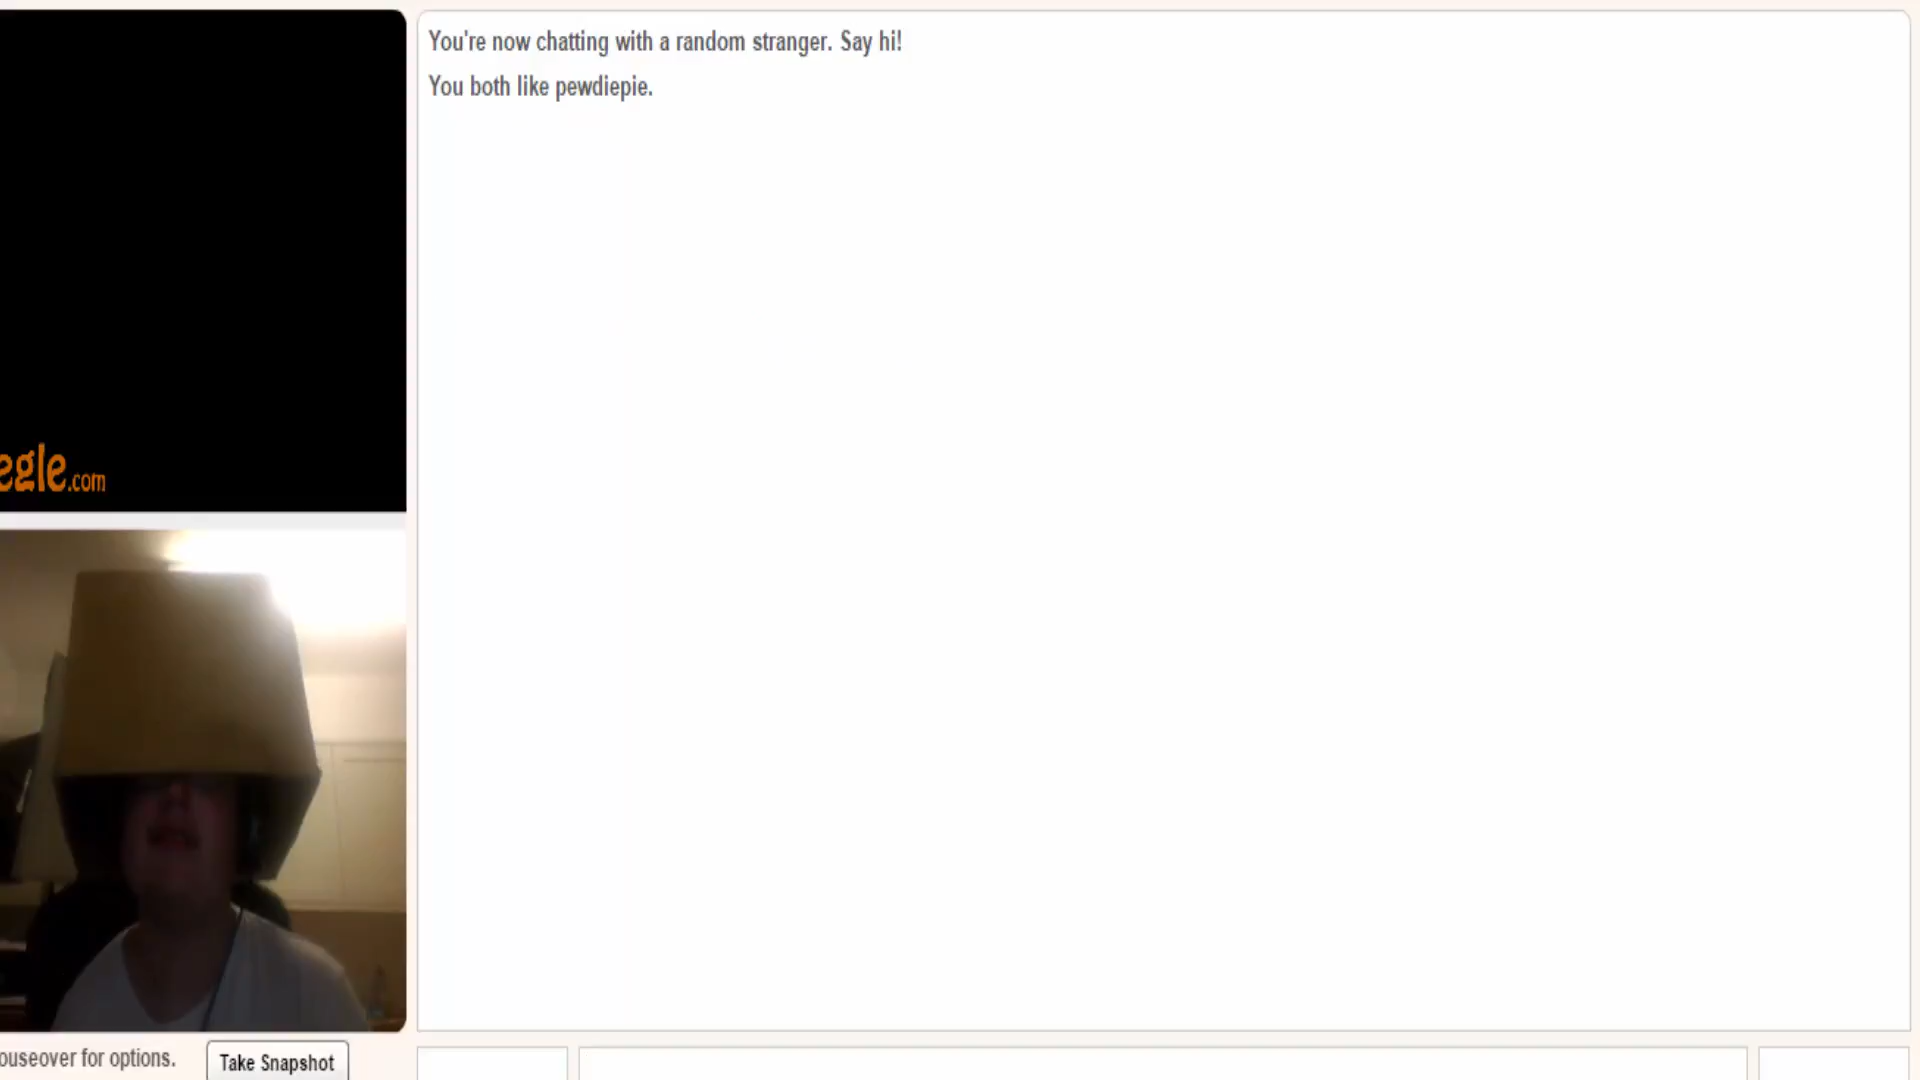 You're now chatting with a random stranger. Say hi!
You both like pewdiepie.
egle.com
ouseover for options.
Take Snapshot